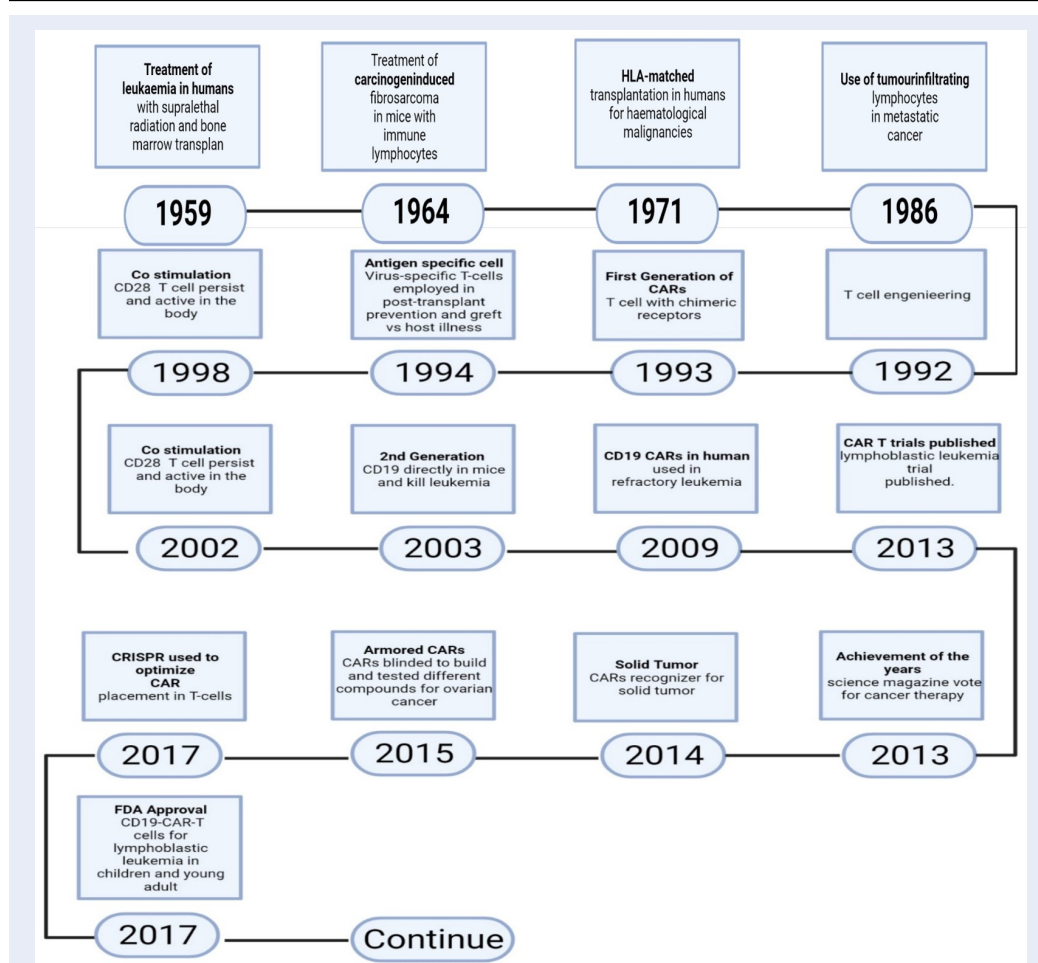 Treatment of
leukaemia in humans
with supralethal
radiation and bone
marrow transplan
Treatment of
carcinogeninduced
fibrosarcoma
in mice with
immune
lymphocytes
HLA-matched
transplantation in humans
for haematological
malignancies
Use of tumourinfiltrating
lymphocytes
in metastatic
cancer
1959
1964
1971
1986
Co stimulation
CD28 T cell persist
and active in the
body
Antigen specific cell
Virus-specific T-cells
employed in
post-transplant
prevention and greft
vs host illness
First Generation of
CARs
T cell with chimeric
receptors
T cell engenieering
1998
1994
1993
1992
Co stimulation
CD28 T cell persist
and active in the
body
2nd Generation
CD19 directly in mice
and kill leukemia
CD19 CARs in human
used in
refractory leukemia
CAR T trials published
lymphoblastic leukemia
trial
published.
2002
2003
2009
2013
CRISPR used to
optimize
CAR
placement in T-cells
Armored CARs
CARs blinded to build
and tested different
compounds for ovarian
cancer
Solid Tumor
CARs recognizer for
solid tumor
Achievement of the
years
science magazine vote
for cancer therapy
2017
2015
2014
2013
FDA Approval
CD19-CAR-T
cells for
lymphoblastic
leukemia in
children and young
adult
2017
Continue